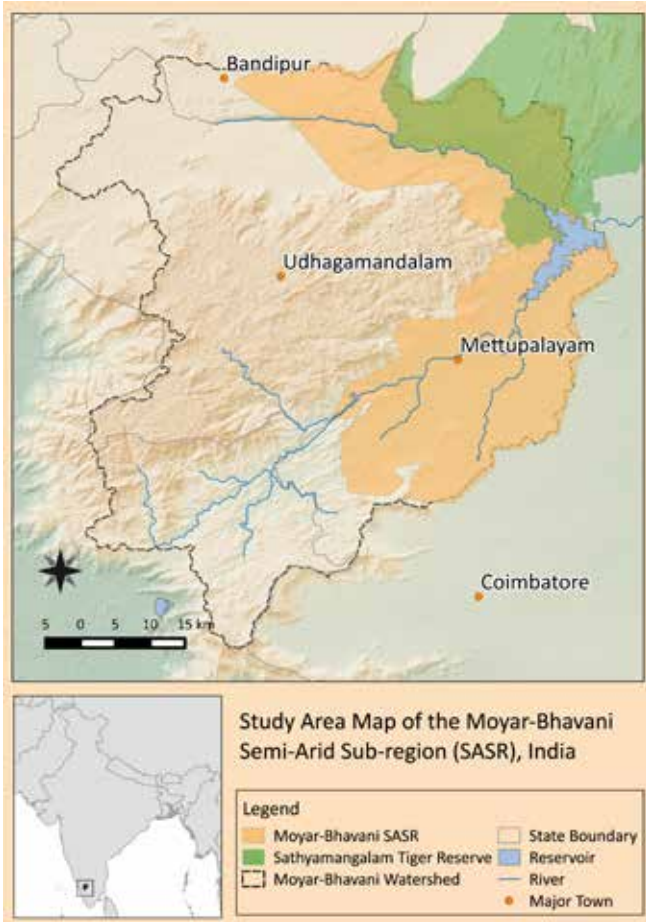 Bandipur
Udhagamandalam
Mettupalayam
Coimbatore
5 0 5 10 15 km
Study Area Map of the Moyar-Bhavani
Semi-Arid Sub-region (SASR), India
Legend
Moyar-Bhavani SASR
Sathyamangalam Tiger Reserve
Moyar-Bhavani Watershed
State Boundary
Reservoir
River
Major Town